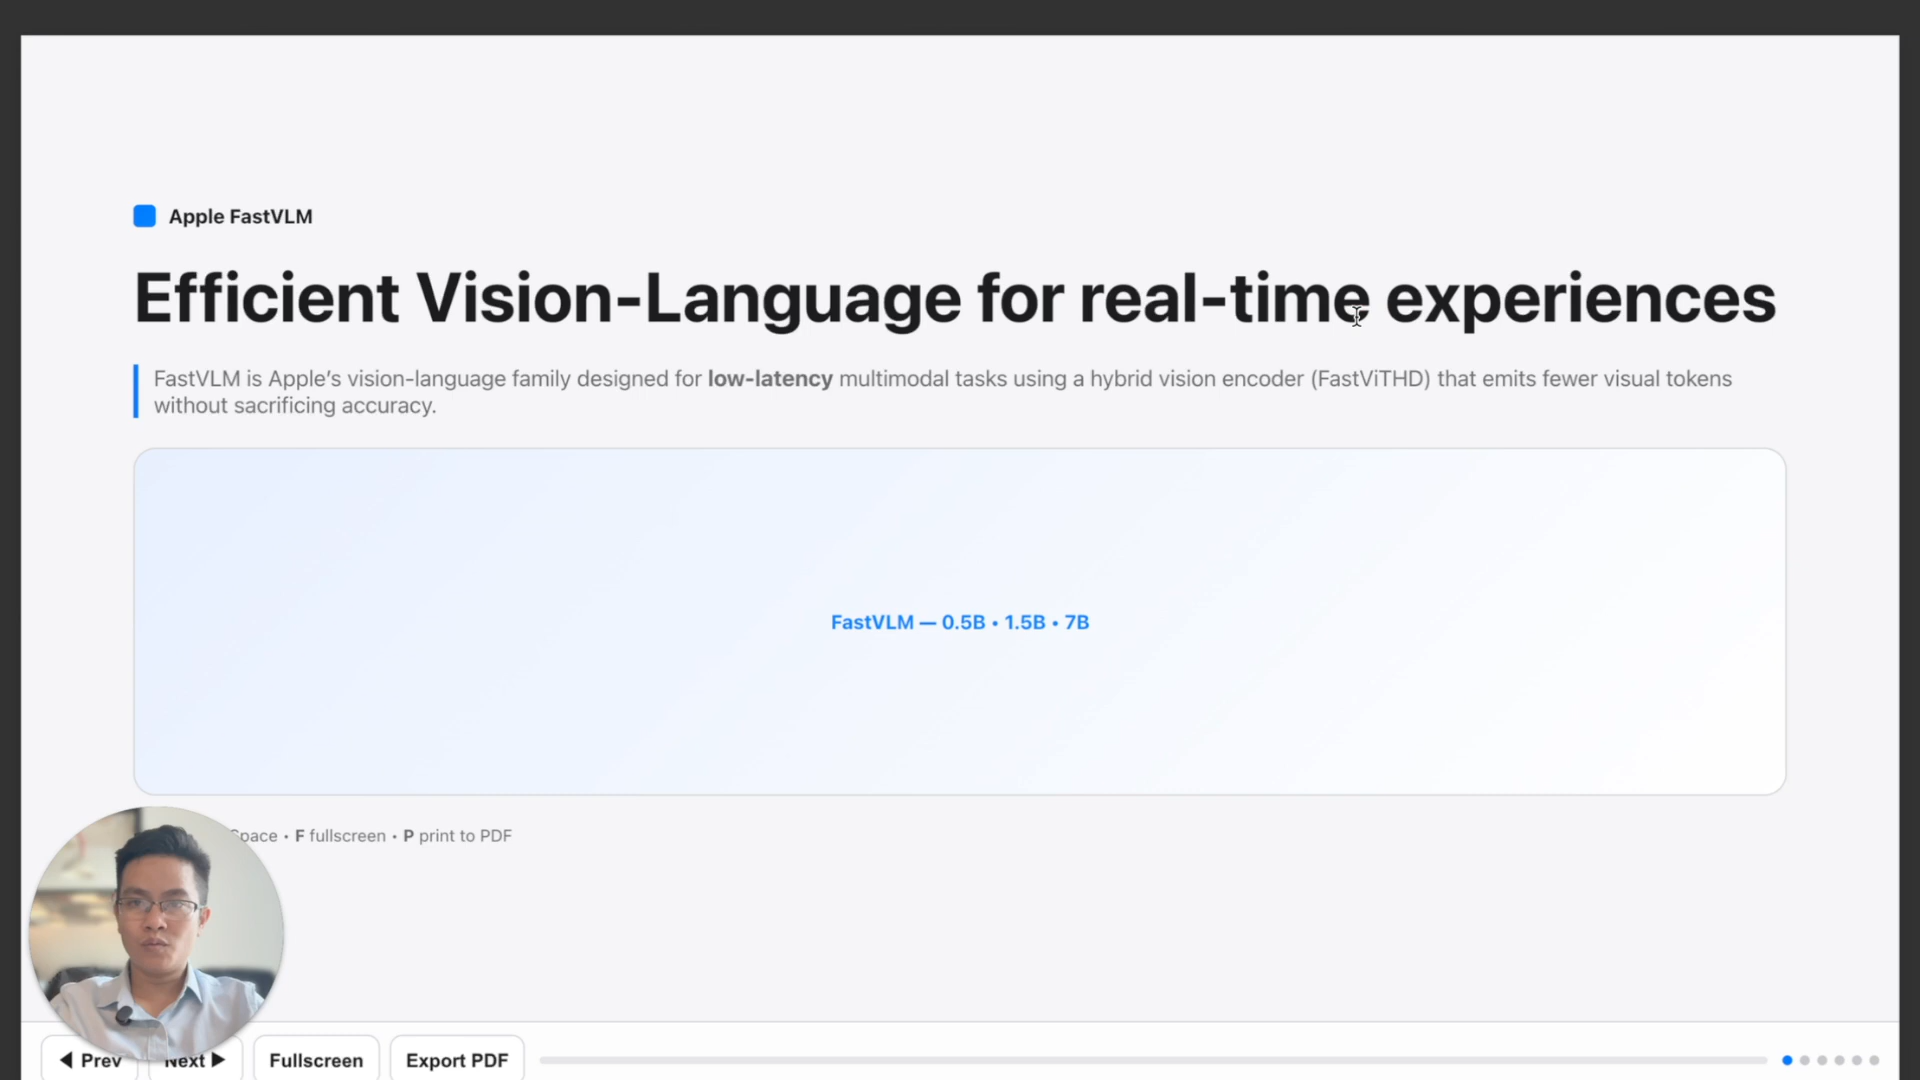 Apple FastVLM
Efficient Vision-Language for real-time experiences
FastVLM is Apple’s vision-language family designed for low-latency multimodal tasks using a hybrid vision encoder (FastViTHD) that emits fewer visual tokens
without sacrificing accuracy.
FastVLM — 0.5B • 1.5B • 7B
Space • F fullscreen • P print to PDF
◀ Prev
Next ▶
Fullscreen
Export PDF